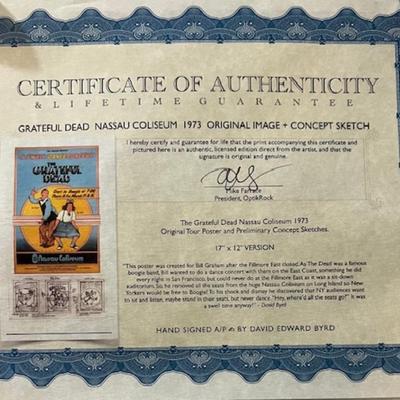 CERTIFICATE OF AUTHENTICITY
& LIFETIME GUARANTEE
GRATEFUL DEAD NASSAU COLISEUM 1973 ORIGINAL IMAGE + CONCEPT SKETCH
I hereby certify and guarantee for life that the print accompanying this certificate and
pictured here is an authentic, licensed edition direct from the artist, and that the
signature is original and genuine.
Mike Farrace
President, OptikRock
The Grateful Dead Nassau Coliseum 1973
Original Tour Poster and Preliminary Concept Sketches.
17" x 12" VERSION
"This poster was created for Bill Graham after the Fillmore East closed. As The Dead was a famous
boogie band, Bill wanted to do a dance concert with them on the East Coast, something he did
every night in San Francisco, but could never do at the Fillmore East as it was a sit-down
auditorium. So, he removed all the seats from the huge Nassau Coliseum on Long Island so New
Yorkers would be free to Boogie! To his shock and dismay he discovered that NY audiences want
to sit and listen, maybe stand in their seats, but never dance. "Hey, where'd all the seats go?" It was
a swell time anyway!" - David Byrd
HAND SIGNED A/P BY DAVID EDWARD BYRD
THE
GRATEFUL
DEAD
Nassau Coliseum